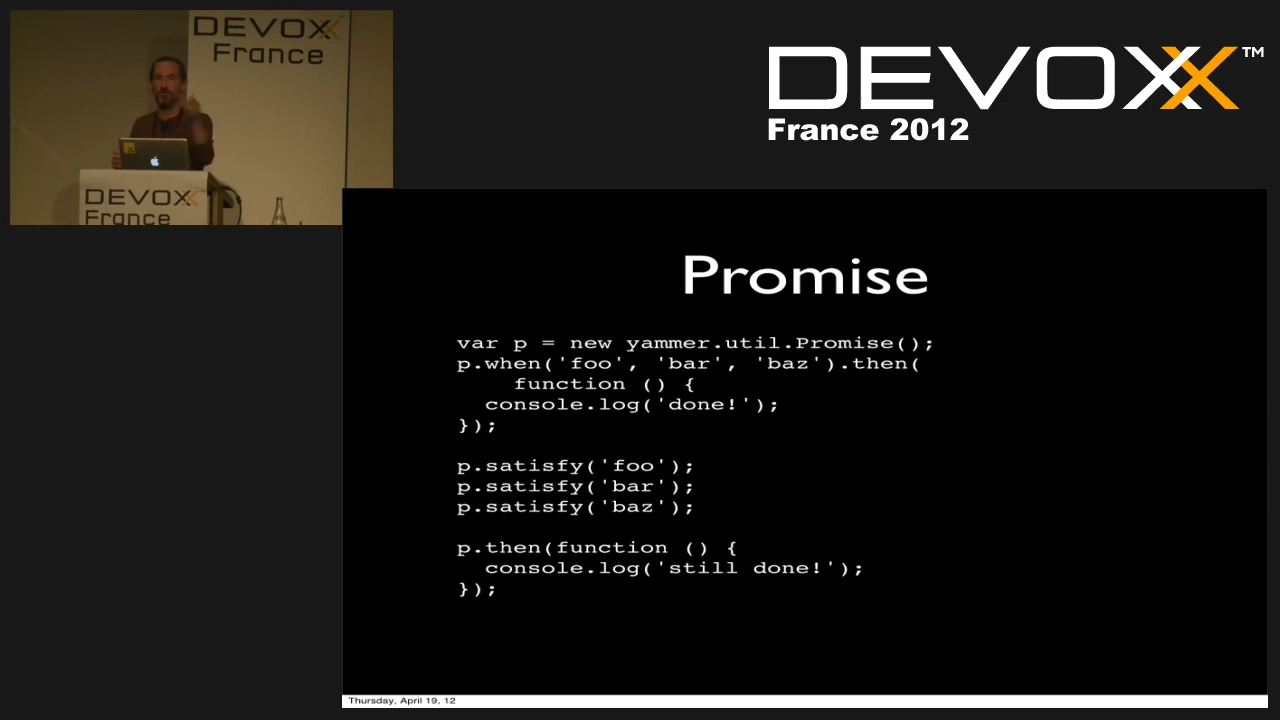 DEVOXX
France
JS
DEVOXX
France
DEVOXX™
France 2012
Promise
var p = new yammer.util.Promise();
p.when('foo', 'bar', 'baz').then(
function () {
console.log('done!');
});
p.satisfy('foo');
p.satisfy('bar');
p.satisfy('baz');
p.then(function () {
console.log('still done!');
});
Thursday, April 19, 12